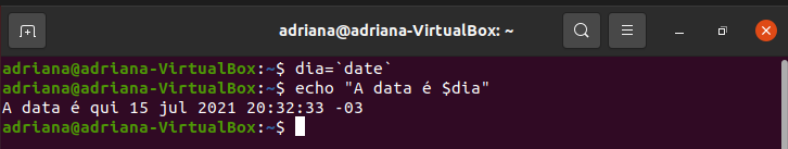 adriana@adriana-VirtualBox: ~
adriana@adriana-VirtualBox:~$ dia=`date`
adriana@adriana-VirtualBox:~$ echo "A data é $dia"
A data é qui 15 jul 2021 20:32:33 -03
adriana@adriana-VirtualBox:~$